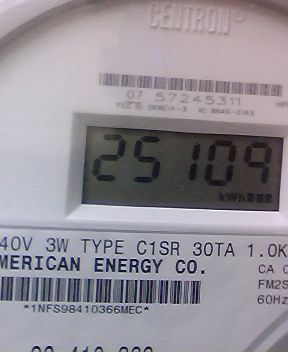 CENTRON
07 57245311
25109
kWh
40V 3W TYPE C1SR 30TA 1.0K
MERICAN ENERGY CO.
CA 0
FM2S
60Hz
*1NFS98410366MEC*